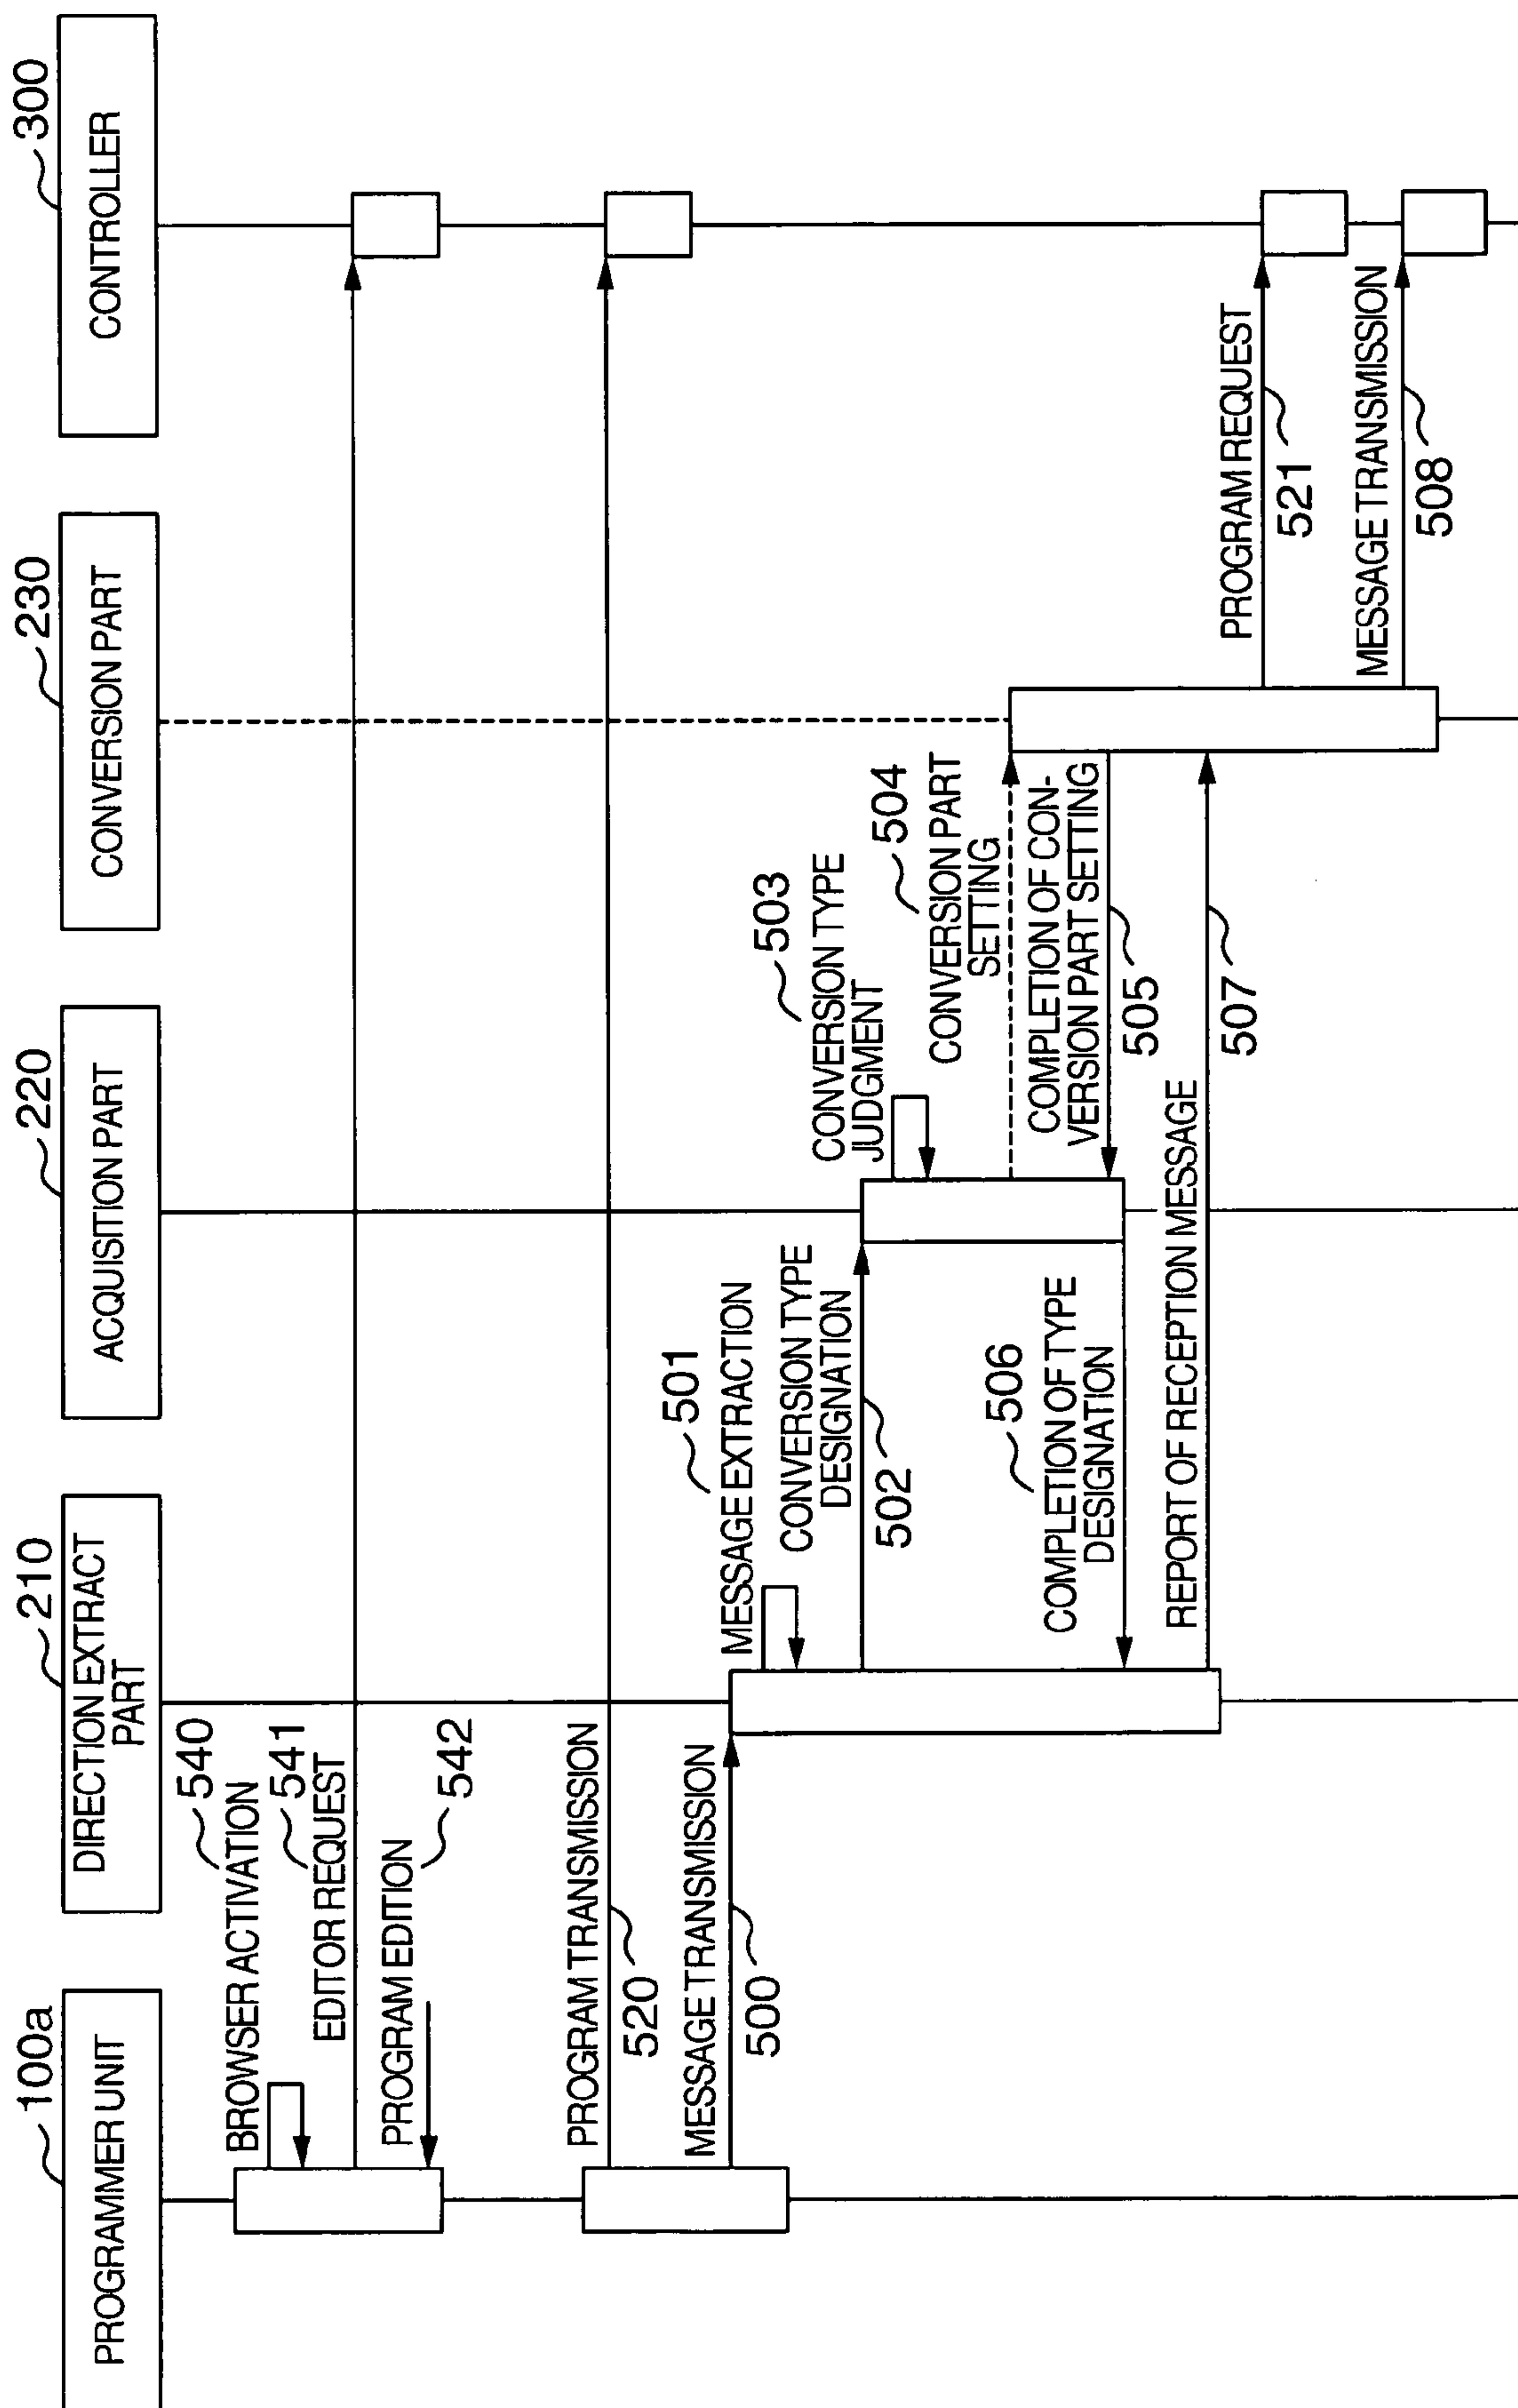 100a
PROGRAMMER UNIT
210
DIRECTION EXTRACT
PART
220
ACQUISITION PART
230
CONVERSION PART
300
CONTROLLER
540
BROWSER ACTIVATION
541
EDITOR REQUEST
PROGRAM EDITION
542
PROGRAM TRANSMISSION
520
MESSAGE TRANSMISSION
500
501
MESSAGE EXTRACTION
CONVERSION TYPE
DESIGNATION
502
503
CONVERSION TYPE
JUDGMENT
504
CONVERSION PART
SETTING
COMPLETION OF CON-
VERSION PART SETTING
505
506
COMPLETION OF TYPE
DESIGNATION
REPORT OF RECEPTION MESSAGE
507
PROGRAM REQUEST
521
MESSAGE TRANSMISSION
508